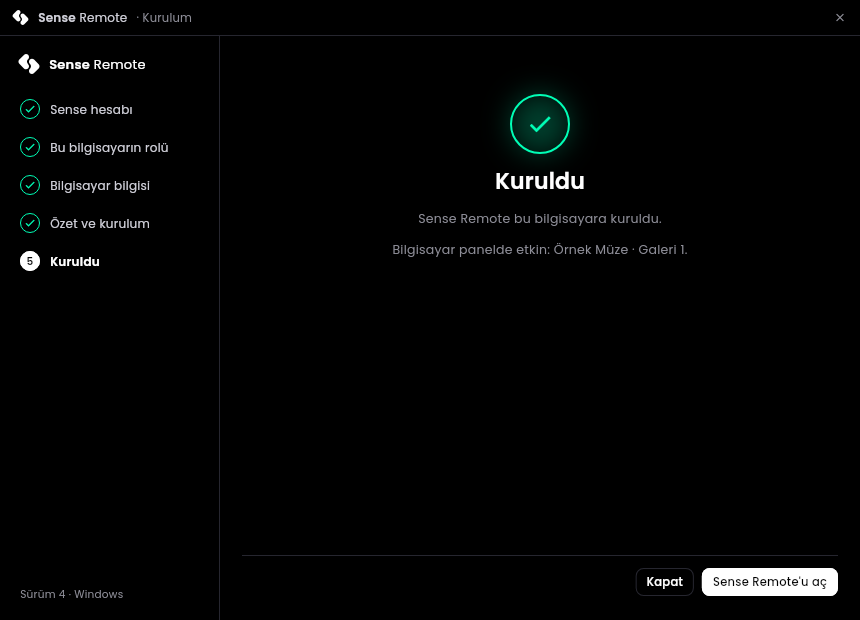 Sense Remote · Kurulum
Sense Remote
Sense hesabı
Bu bilgisayarın rolü
Bilgisayar bilgisi
Özet ve kurulum
5 Kuruldu
Kuruldu
Sense Remote bu bilgisayara kuruldu.
Bilgisayar panelde etkin: Örnek Müze · Galeri 1.
Kapat
Sense Remote'u aç
Sürüm 4 · Windows